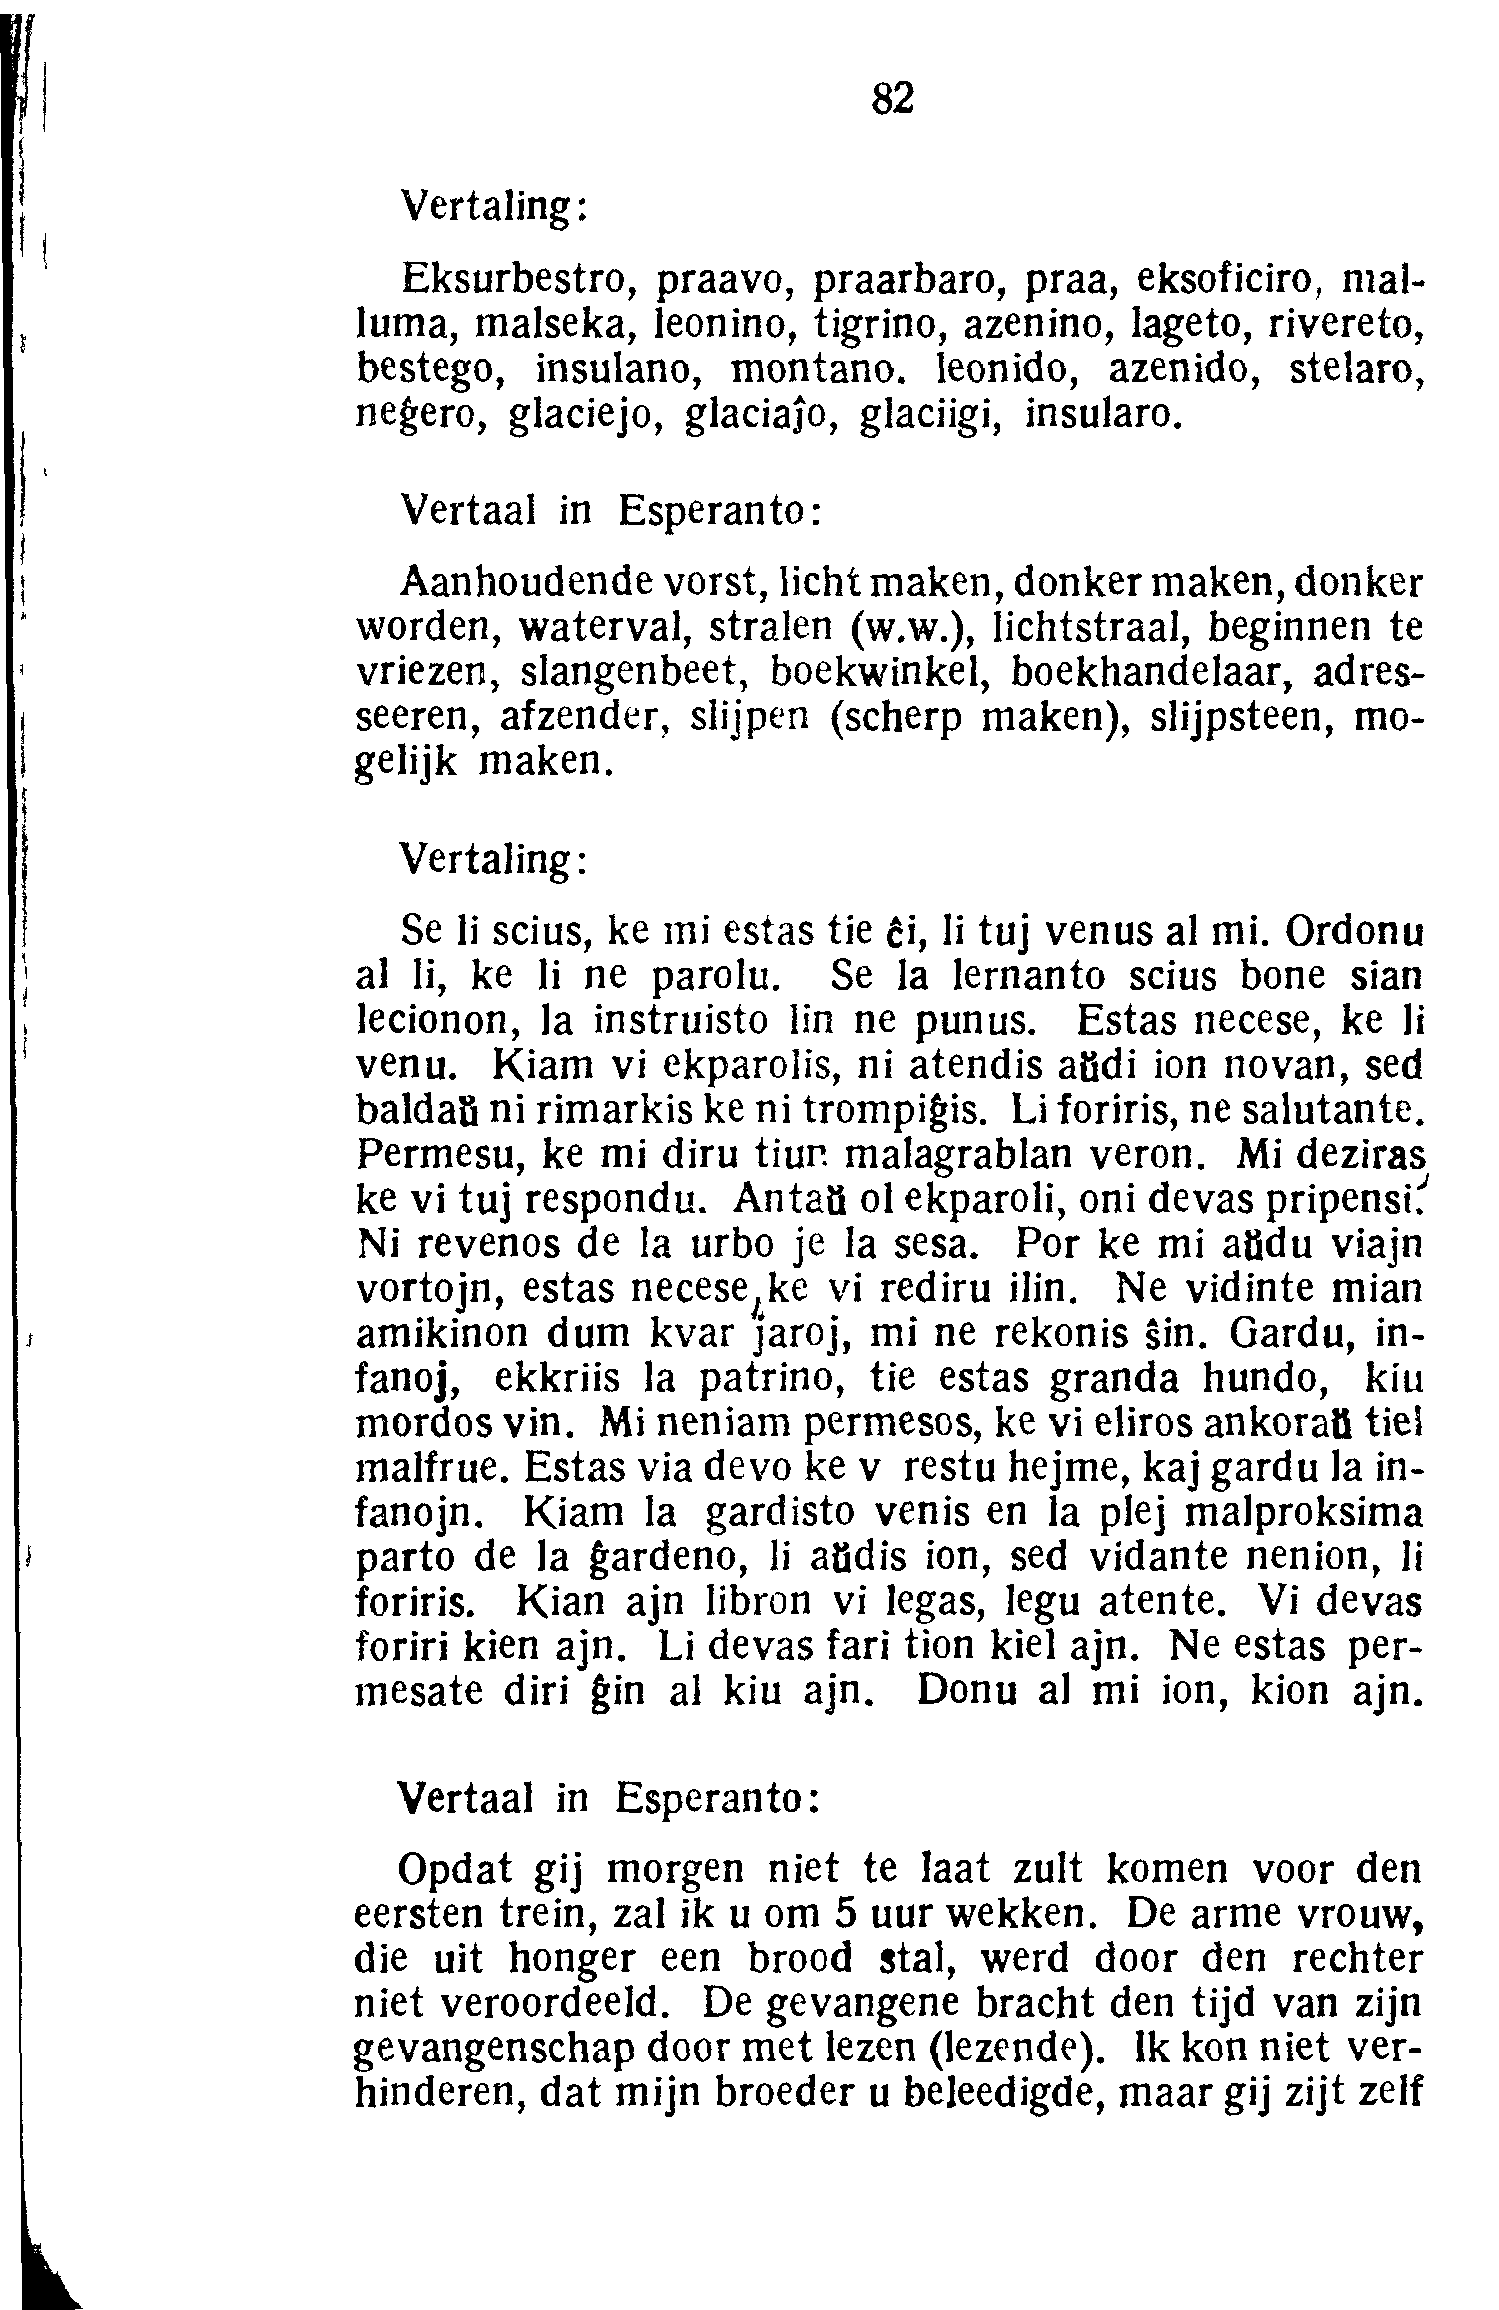 82
Vertaling:
Eksurbestro, praavo, praarbaro, praa, eksoficiro, mal-
luma, malseka, leonino, tigrino, azenino, lageto, rivereto,
bestego, insulano, montano. leonido, azenido, stelaro,
neĝero, glaciejo, glaciaĵo, glaciigi, insularo.
Vertaal in Esperanto:
Aanhoudende vorst, licht maken, donker maken, donker
worden, waterval, stralen (w.w.), lichtstraal, beginnen te
vriezen, slangenbeet, boekwinkel, boekhandelaar, adres-
seeren, afzender, slijpen (scherp maken), slijpsteen, mo-
gelijk maken.
Vertaling:
Se li scius, ke mi estas tie ĉi, li tuj venus al mi. Ordonu
al li, ke li ne parolu. Se la lernanto scius bone sian
lecionon, la instruisto lin ne punus. Estas necese, ke li
venu. Kiam vi ekparolis, ni atendis aŭdi ion novan, sed
baldaŭ ni rimarkis ke ni trompiĝis. Li foriris, ne salutante.
Permesu, ke mi diru tiun malagrablan veron. Mi deziras,
ke vi tuj respondu. Antaŭ ol ekparoli, oni devas pripensi.
Ni revenos de la urbo je la sesa. Por ke mi aŭdu viajn
vortojn, estas necese, ke vi rediru ilin. Ne vidinte mian
amikinon dum kvar jaroj, mi ne rekonis ŝin. Gardu, in-
fanoj, ekkriis la patrino, tie estas granda hundo, kiu
mordos vin. Mi neniam permesos, ke vi eliros ankoraŭ tiel
malfrue. Estas via devo ke v restu hejme, kaj gardu la in-
fanojn. Kiam la gardisto venis en la plej malproksima
parto de la ĝardeno, li aŭdis ion, sed vidante nenion, li
foriris. Kian ajn libron vi legas, legu atente. Vi devas
foriri kien ajn. Li devas fari tion kiel ajn. Ne estas per-
mesate diri ĝin al kiu ajn. Donu al mi ion, kion ajn.
Vertaal in Esperanto:
Opdat gij morgen niet te laat zult komen voor den
eersten trein, zal ik u om 5 uur wekken. De arme vrouw,
die uit honger een brood stal, werd door den rechter
niet veroordeeld. De gevangene bracht den tijd van zijn
gevangenschap door met lezen (lezende). Ik kon niet ver-
hinderen, dat mijn broeder u beleedigde, maar gij zijt zelf